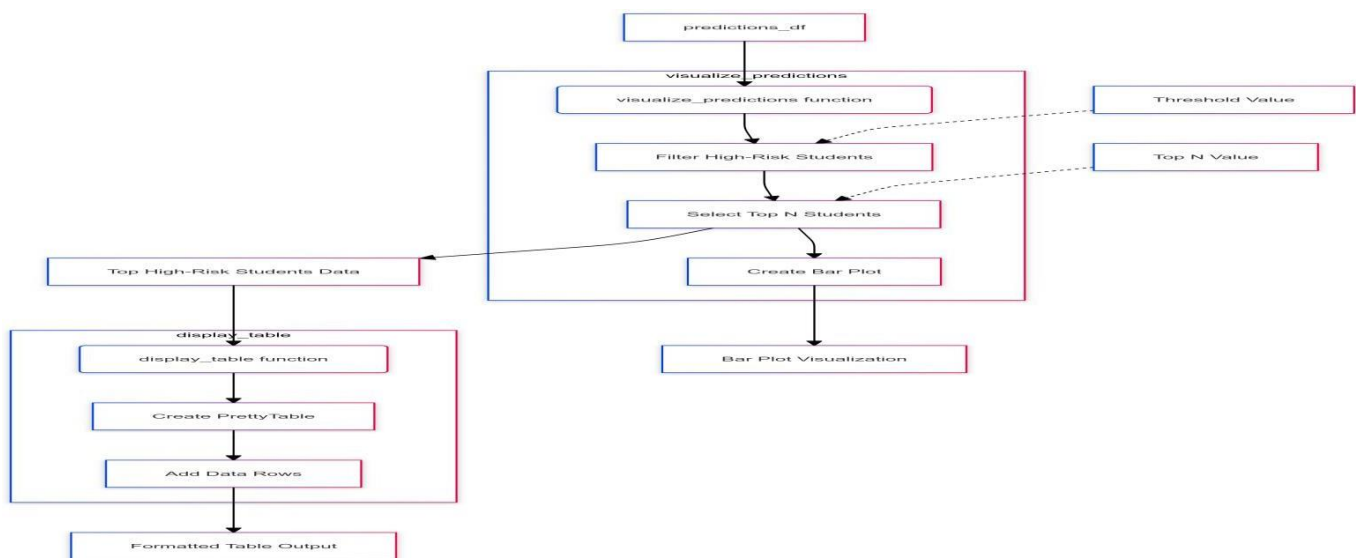 predictions_df
visualize_predictions
visualize_predictions function
Threshold Value
Filter High-Risk Students
Top N Value
Select Top N Students
Top High-Risk Students Data
Create Bar Plot
display_table
display_table function
Bar Plot Visualization
Create PrettyTable
Add Data Rows
Formatted Table Output